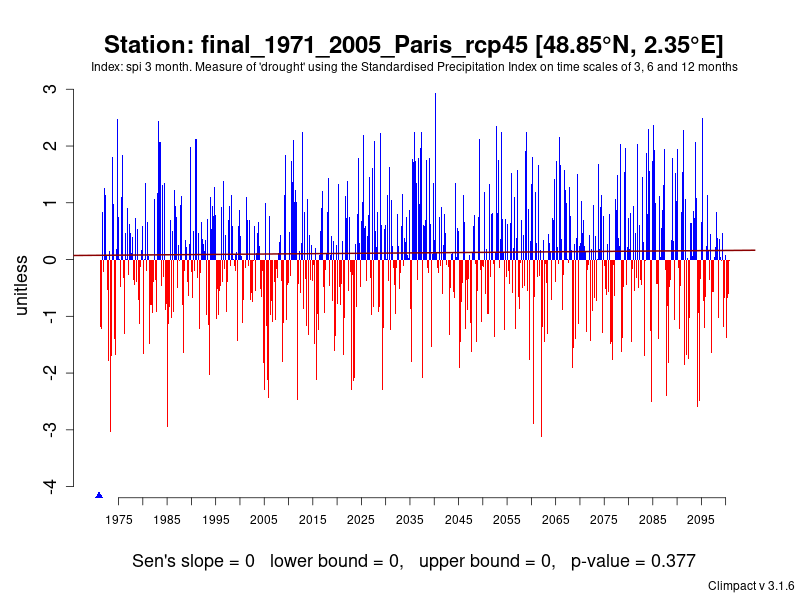 Station: final_1971_2005_Paris_rcp45 [48.85°N, 2.35°E]
Index: spi 3 month. Measure of 'drought' using the Standardised Precipitation Index on time scales of 3, 6 and 12 months
3
2
1
0
-1
-2
-3
-4
unitless
1975 1985 1995 2005 2015 2025 2035 2045 2055 2065 2075 2085 2095
Sen's slope = 0 lower bound = 0, upper bound = 0, p-value = 0.377
Climpact v 3.1.6